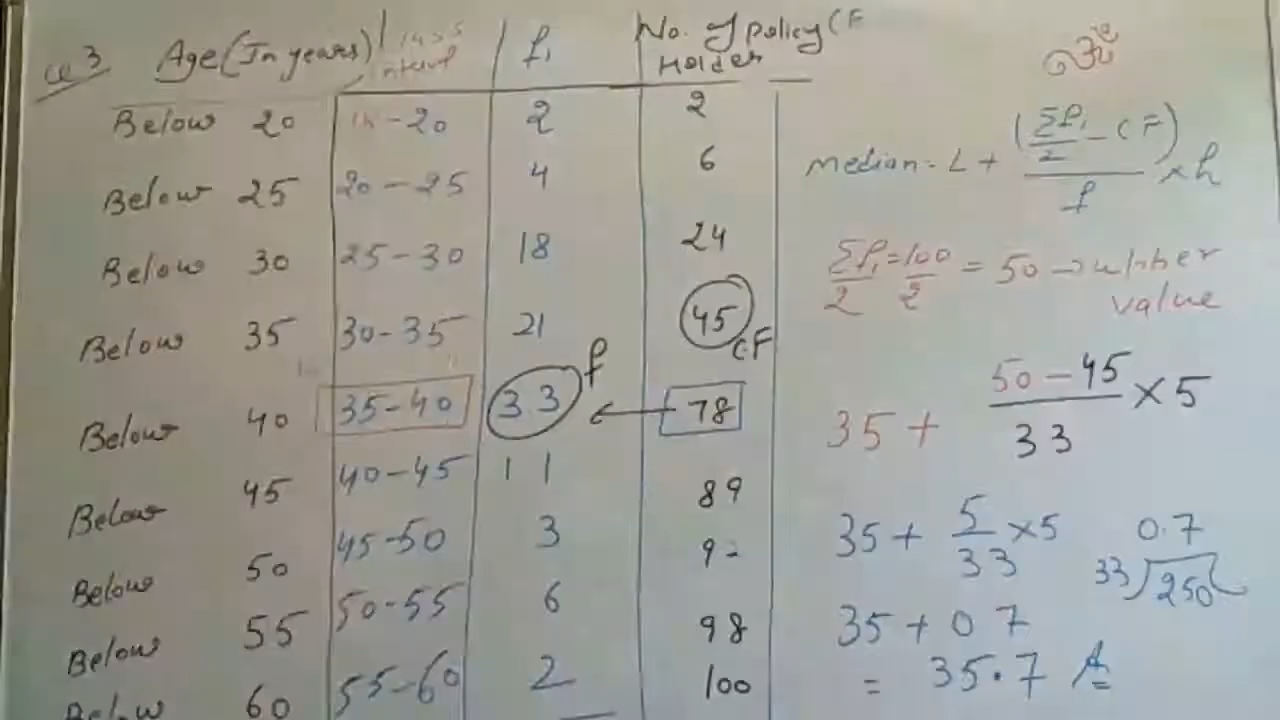 Age (In years) fi No. of policy CF
Holder
Below 20 15-20 2 2
Below 25 20-25 4 6
Below 30 25-30 18 24
Below 35 30-35 21 45
CF
f
Below 40 35-40 33 78
Below 45 40-45 11 89
Below 50 45-50 3 92
Below 55 50-55 6 98
Below 60 55-60 2 100
median = L + (Σfi/2 - CF)/f × h
Σfi/2 = 100/2 = 50 → number
value
35 + (50-45)/33 × 5
35 + 5/33 × 5
0.7
33)250
35 + 0 7
= 35.7 A